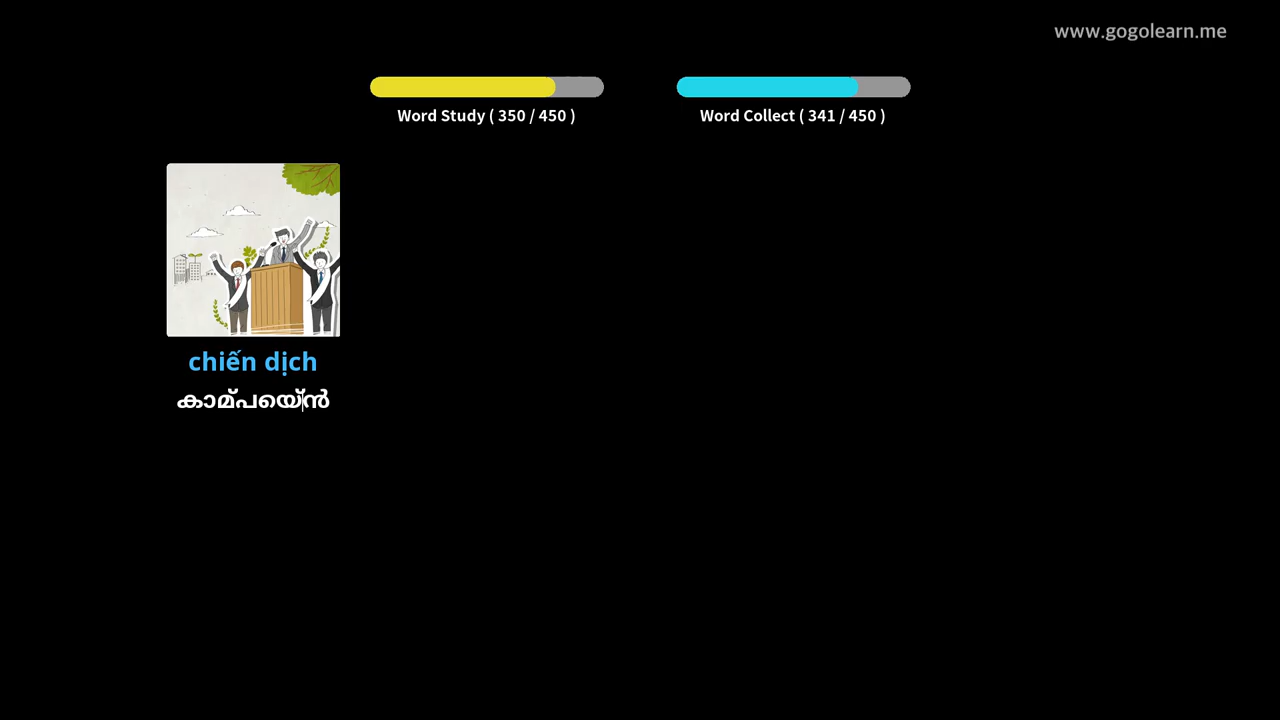 www.gogolearn.me
Word Study ( 350 / 450 )
Word Collect ( 341 / 450 )
chiến dịch
കാമ്പയെ്ൻ